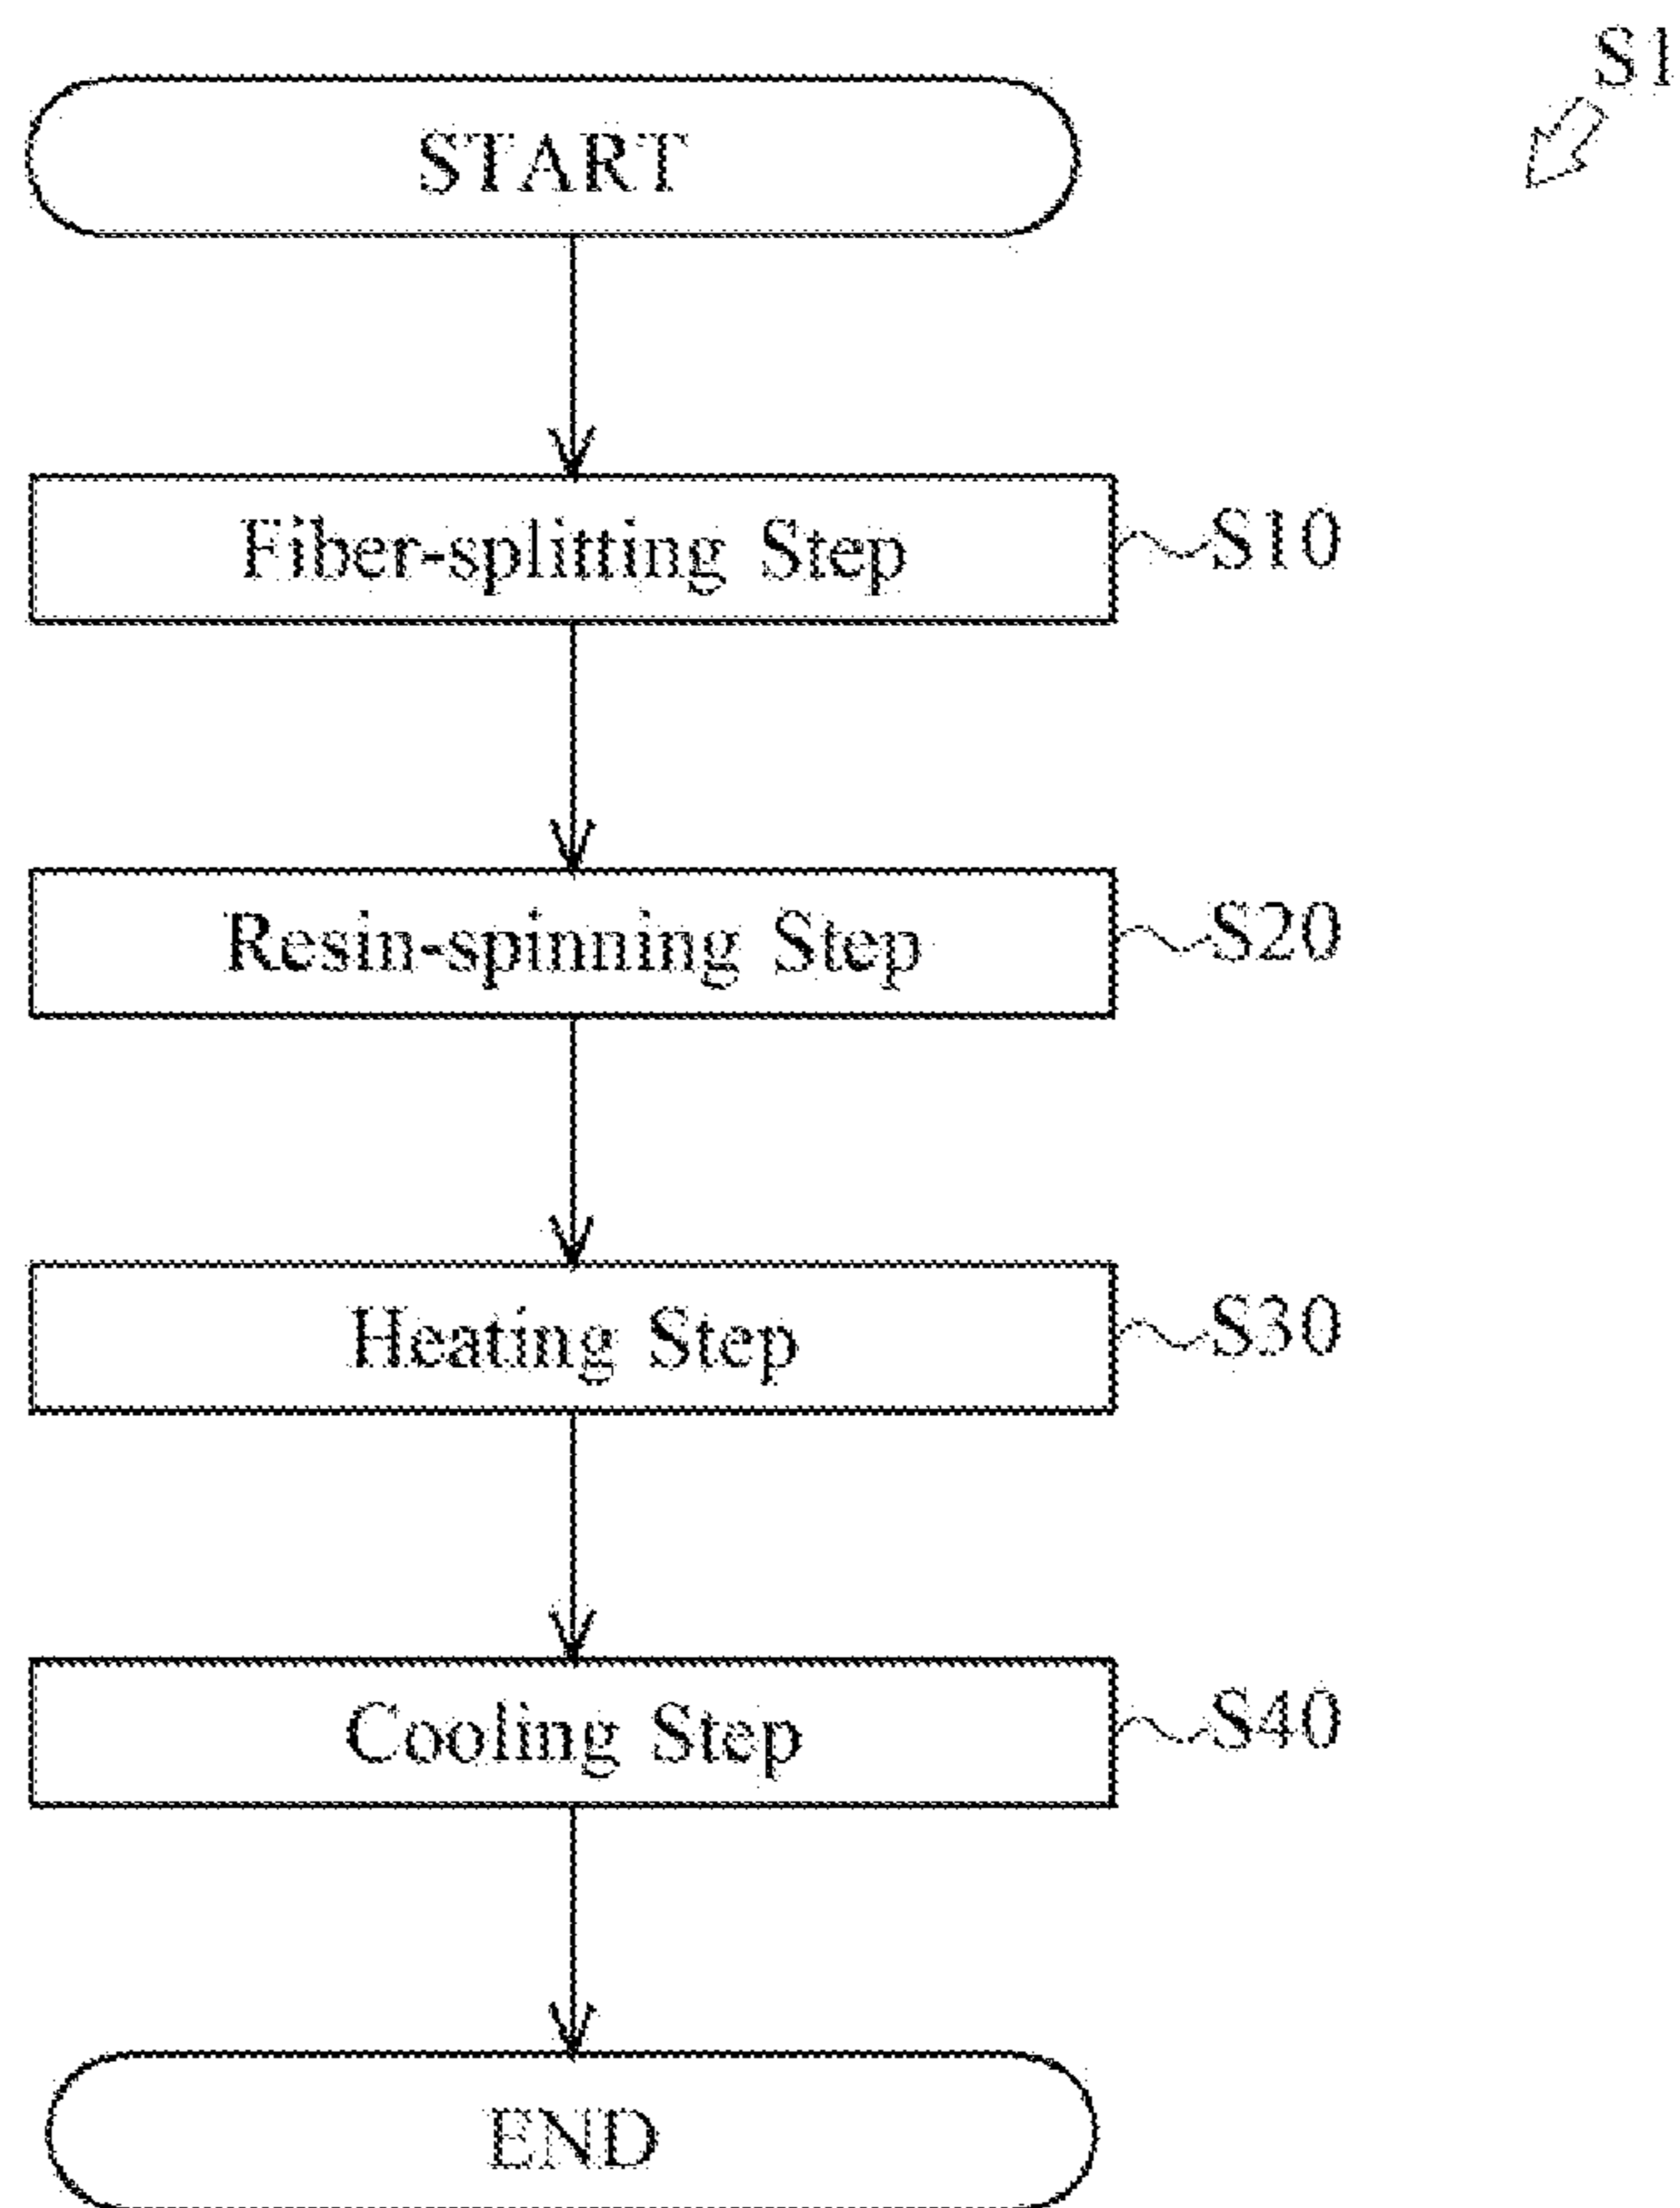 S1
START
Fiber-splitting Step
S10
Resin-spinning Step
S20
Heating Step
S30
Cooling Step
S40
END